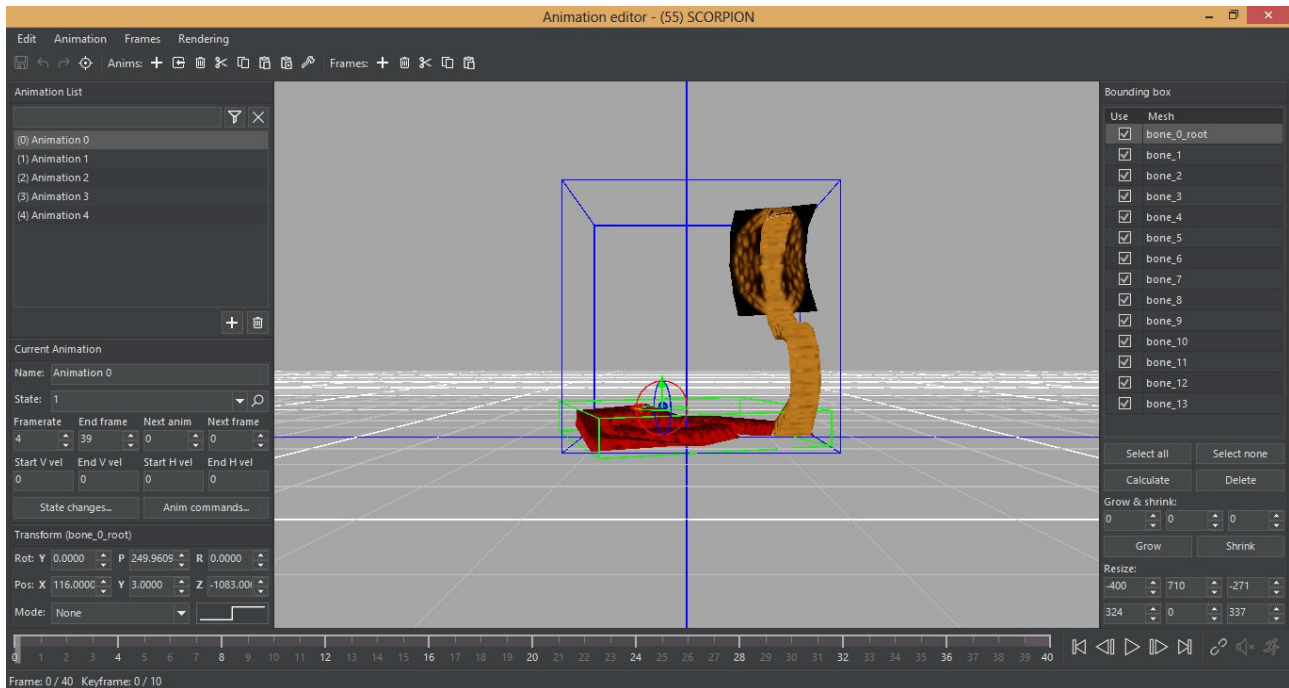 Animation editor - (55) SCORPION
Edit Animation Frames Rendering
Anims: Frames:
Animation List
(0) Animation 0
(1) Animation 1
(2) Animation 2
(3) Animation 3
(4) Animation 4
Current Animation
Name: Animation 0
State: 1
Framerate End frame Next anim Next frame
4 39 0 0
Start V vel End V vel Start H vel End H vel
0 0 0 0
State changes... Anim commands...
Transform (bone_0_root)
Rot: Y 0.0000 P 249.9609 R 0.0000
Pos: X 116.0000 Y 3.0000 Z -1083.00
Mode: None
Bounding box
Use Mesh
bone_0_root
bone_1
bone_2
bone_3
bone_4
bone_5
bone_6
bone_7
bone_8
bone_9
bone_10
bone_11
bone_12
bone_13
Select all Select none
Calculate Delete
Grow & shrink:
0 0 0
Grow Shrink
Resize:
-400 710 -271
324 0 337
0 1 2 3 4 5 6 7 8 9 10 11 12 13 14 15 16 17 18 19 20 21 22 23 24 25 26 27 28 29 30 31 32 33 34 35 36 37 38 39 40
Frame: 0 / 40 Keyframe: 0 / 10